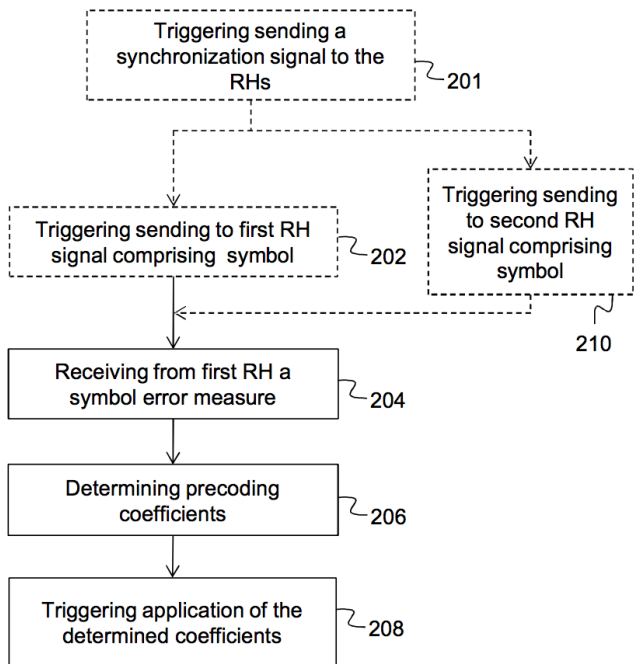 Triggering sending a
synchronization signal to the
RHs
201
Triggering sending to first RH
signal comprising symbol
202
Triggering sending
to second RH
signal comprising
symbol
210
Receiving from first RH a
symbol error measure
204
Determining precoding
coefficients
206
Triggering application of the
determined coefficients
208